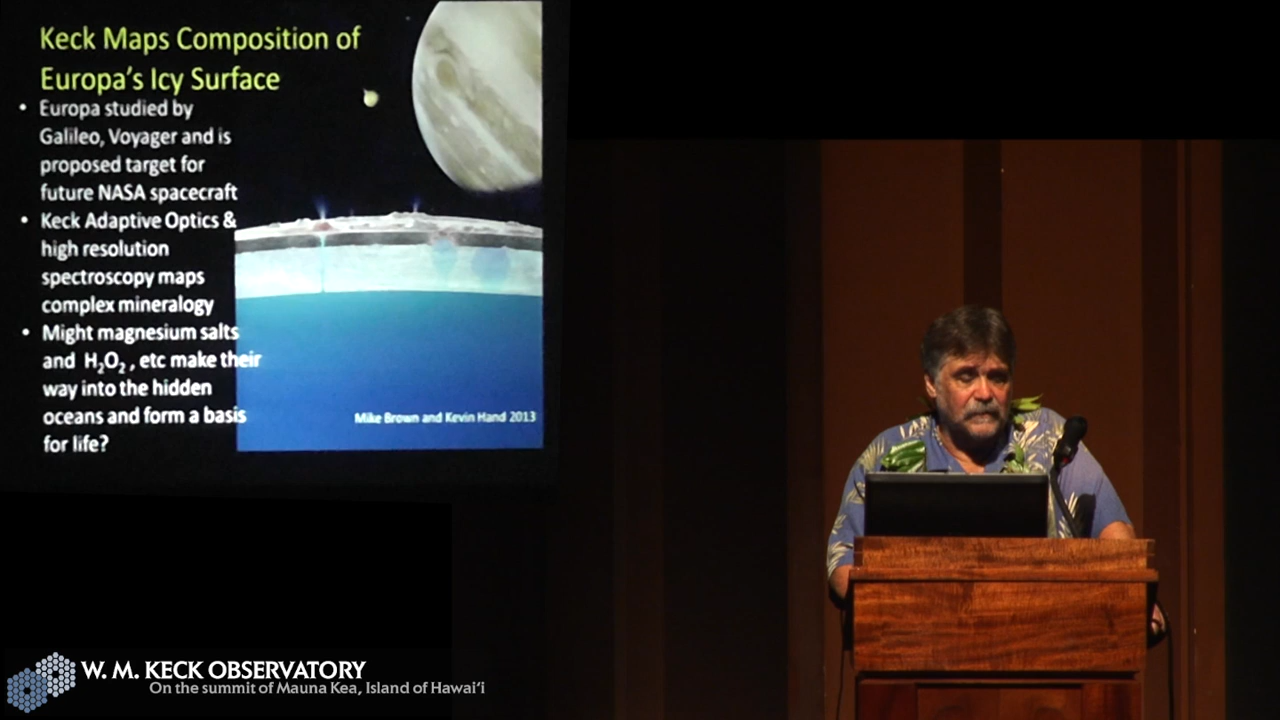 Keck Maps Composition of
Europa's Icy Surface
• Europa studied by
Galileo, Voyager and is
proposed target for
future NASA spacecraft
• Keck Adaptive Optics &
high resolution
spectroscopy maps
complex mineralogy
• Might magnesium salts
and H₂O₂ , etc make their
way into the hidden
oceans and form a basis
for life?
Mike Brown and Kevin Hand 2013
W. M. KECK OBSERVATORY
On the summit of Mauna Kea, Island of Hawai‘i